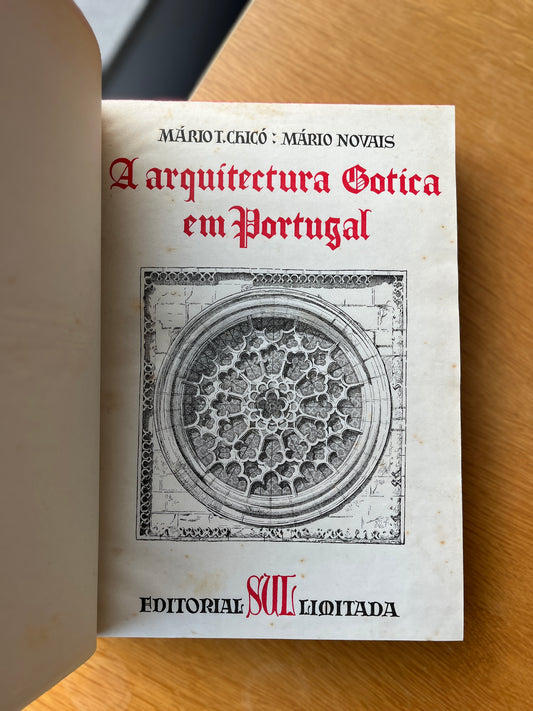 MÁRIO T. CHICÓ : MÁRIO NOVAIS
A arquitectura Gotica
em Portugal
EDITORIAL SUL LIMITADA